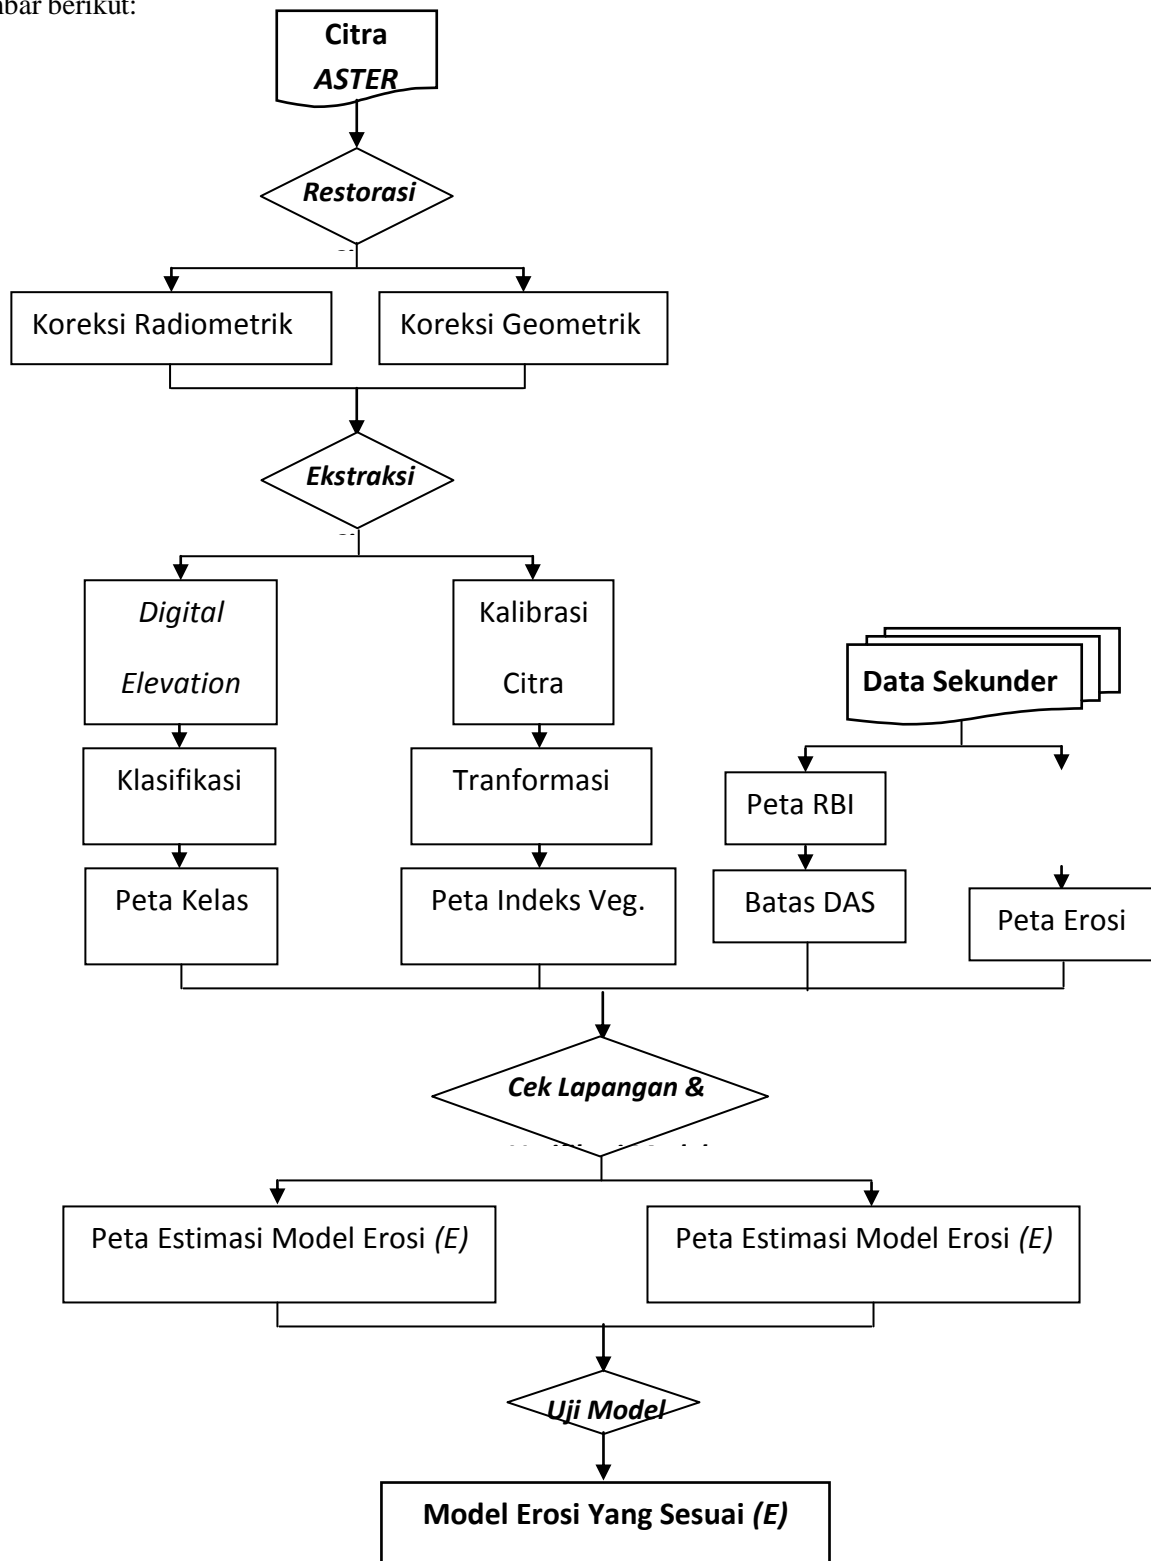 bar berikut:
Citra
ASTER
Restorasi
Koreksi Radiometrik
Koreksi Geometrik
Ekstraksi
Digital
Elevation
Kalibrasi
Citra
Data Sekunder
Klasifikasi
Tranformasi
Peta RBI
Peta Kelas
Peta Indeks Veg.
Batas DAS
Peta Erosi
Cek Lapangan &
Peta Estimasi Model Erosi (E)
Peta Estimasi Model Erosi (E)
Uji Model
Model Erosi Yang Sesuai (E)